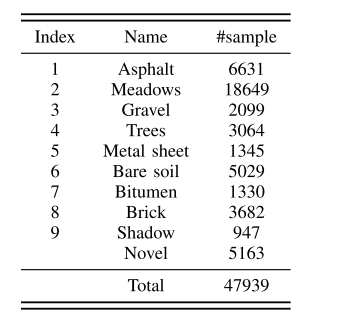 Index Name #sample
1 Asphalt 6631
2 Meadows 18649
3 Gravel 2099
4 Trees 3064
5 Metal sheet 1345
6 Bare soil 5029
7 Bitumen 1330
8 Brick 3682
9 Shadow 947
Novel 5163
Total 47939